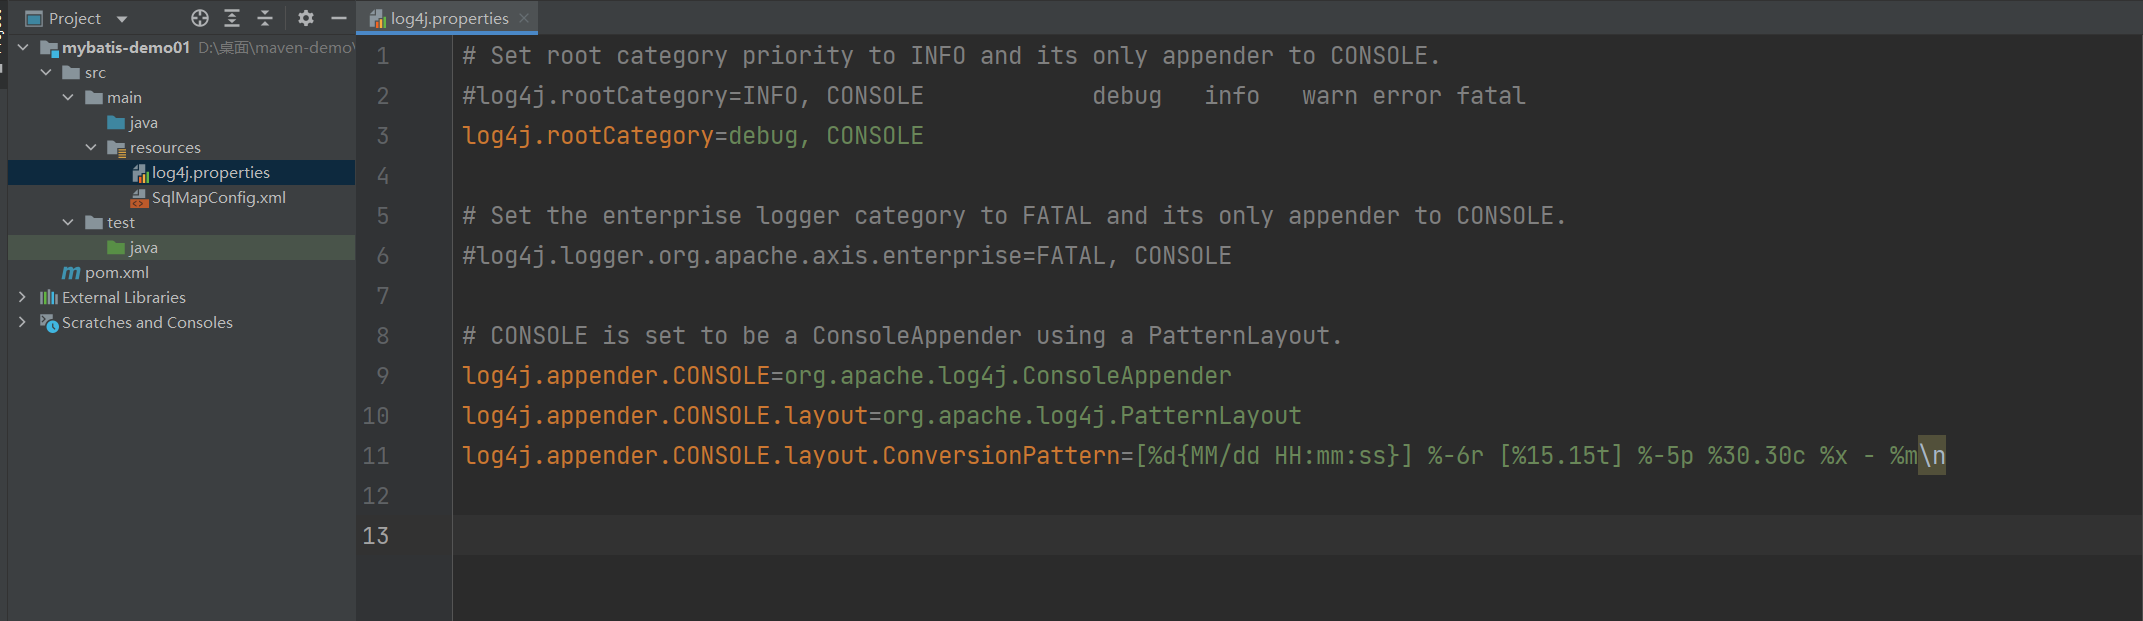 Project
log4j.properties
mybatis-demo01 D:\桌面\maven-demo\
src
main
java
resources
log4j.properties
SqlMapConfig.xml
test
java
pom.xml
External Libraries
Scratches and Consoles
1 # Set root category priority to INFO and its only appender to CONSOLE.
2 #log4j.rootCategory=INFO, CONSOLE            debug   info   warn error fatal
3 log4j.rootCategory=debug, CONSOLE
4
5 # Set the enterprise logger category to FATAL and its only appender to CONSOLE.
6 #log4j.logger.org.apache.axis.enterprise=FATAL, CONSOLE
7
8 # CONSOLE is set to be a ConsoleAppender using a PatternLayout.
9 log4j.appender.CONSOLE=org.apache.log4j.ConsoleAppender
10 log4j.appender.CONSOLE.layout=org.apache.log4j.PatternLayout
11 log4j.appender.CONSOLE.layout.ConversionPattern=[%d{MM/dd HH:mm:ss}] %-6r [%15.15t] %-5p %30.30c %x - %m\n
12
13